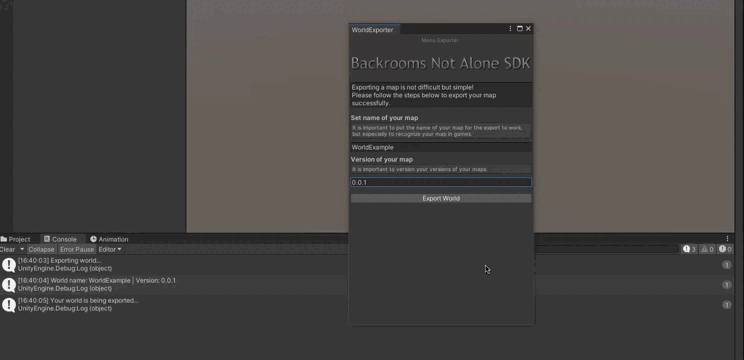 WorldExporter
Menu Exporter
Backrooms Not Alone SDK
Exporting a map is not difficult but simple!
Please follow the steps below to export your map
successfully.
Set name of your map
It is important to put the name of your map for the export to work,
but especially to recognize your map in games.
WorldExample
Version of your map
It is important to version your versions of your maps.
0.0.1
Export World
Project
Console
Animation
Clear
Collapse
Error Pause
Editor
3
0
0
[16:40:03] Exporting world...
UnityEngine.Debug:Log (object)
1
[16:40:04] World name: WorldExample | Version: 0.0.1
UnityEngine.Debug:Log (object)
1
[16:40:05] Your world is being exported...
UnityEngine.Debug:Log (object)
1